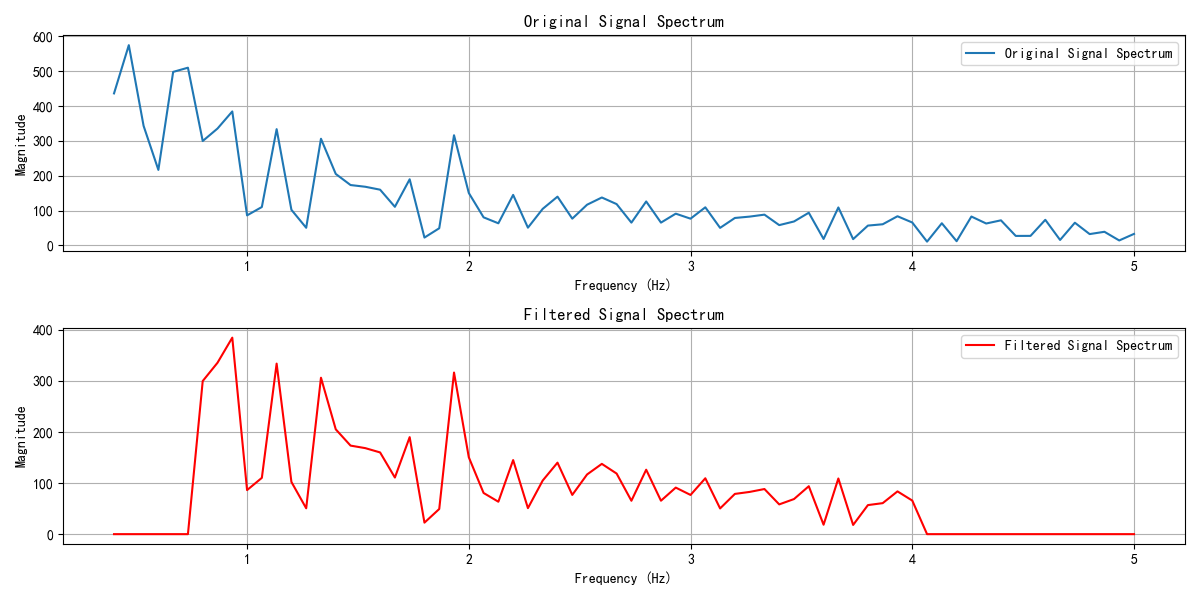 Original Signal Spectrum
600
500
400
300
200
100
0
Magnitude
Original Signal Spectrum
1 2 3 4 5
Frequency (Hz)
Filtered Signal Spectrum
400
300
200
100
0
Magnitude
Filtered Signal Spectrum
1 2 3 4 5
Frequency (Hz)